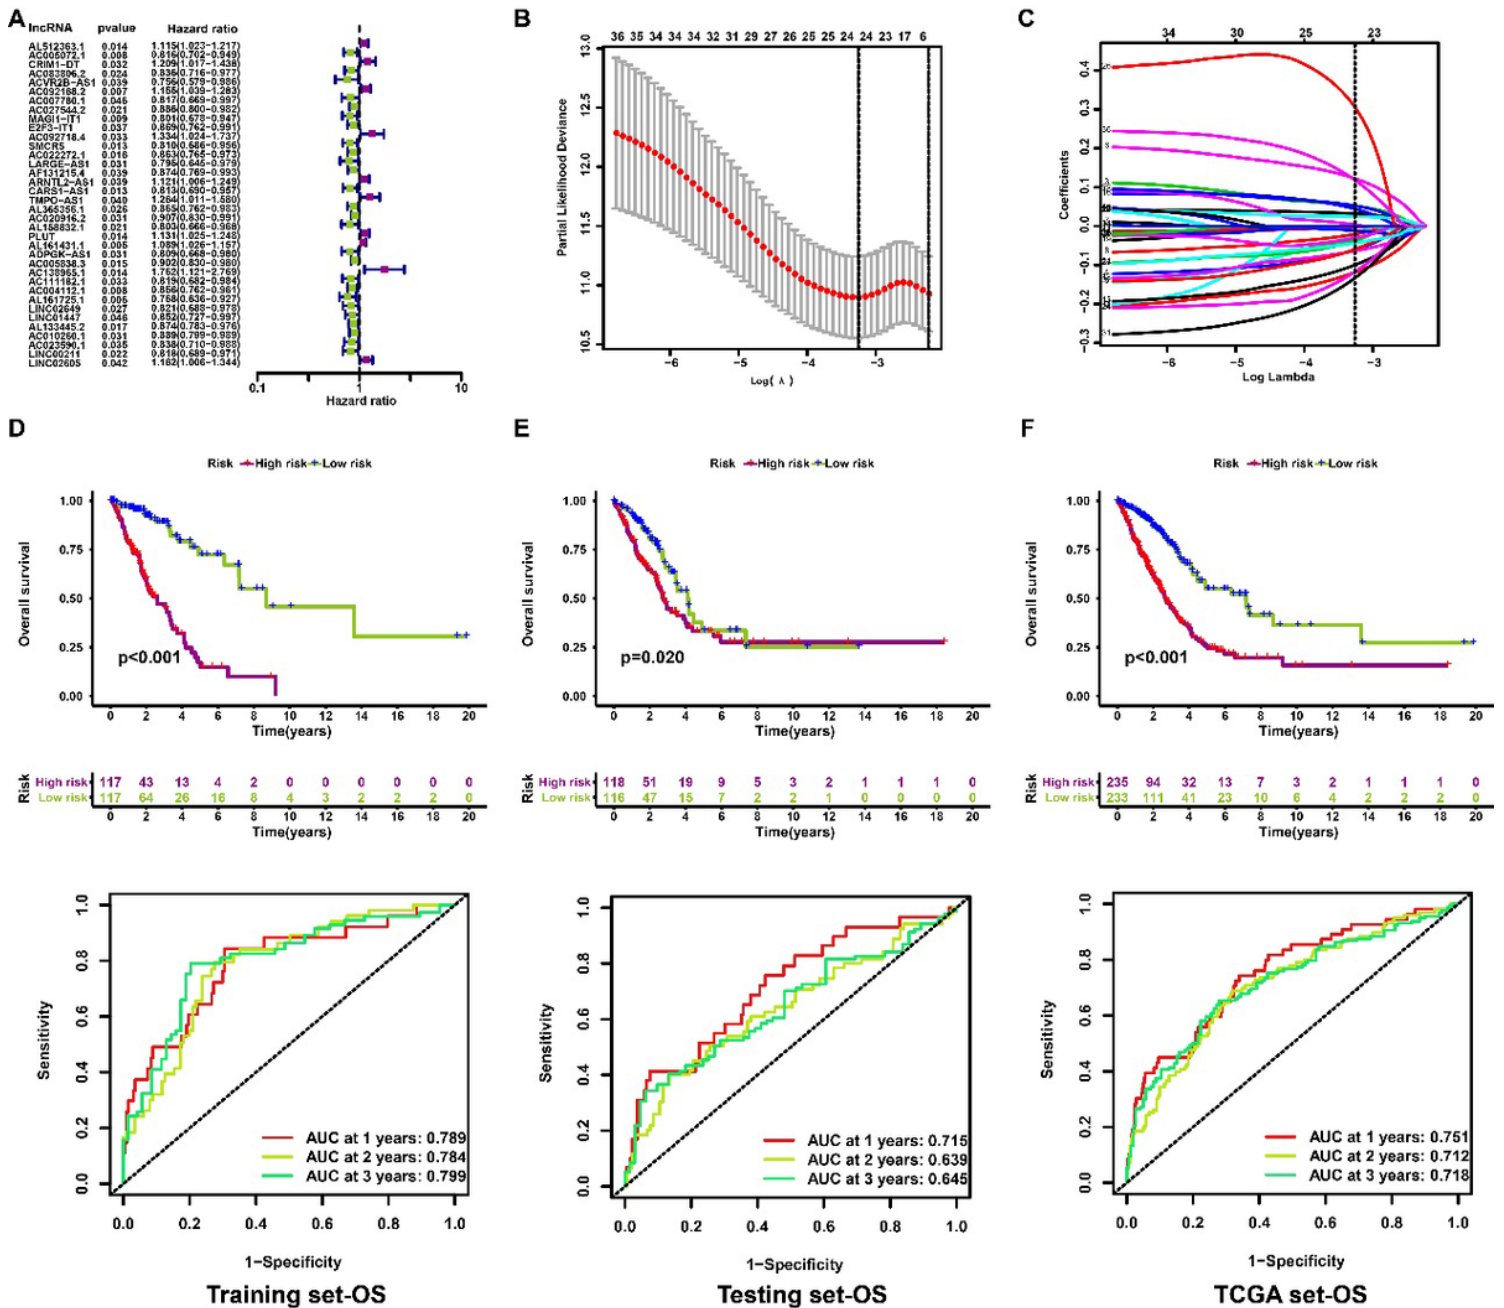 A
lncRNA pvalue Hazard ratio
AL512363.1 0.014 1.115(1.023−1.217)
AC005072.1 0.008 0.816(0.702−0.949)
CRIM1−DT 0.032 1.209(1.017−1.438)
AC083806.2 0.024 0.836(0.716−0.977)
ACVR2B−AS1 0.039 0.756(0.579−0.986)
AC092168.2 0.007 1.155(1.039−1.283)
AC007780.1 0.046 0.817(0.669−0.997)
AC027544.2 0.021 0.886(0.800−0.982)
MAGI1−IT1 0.009 0.801(0.678−0.947)
E2F3−IT1 0.037 0.869(0.762−0.991)
AC092718.4 0.033 1.334(1.024−1.737)
SMCR5 0.013 0.810(0.686−0.956)
AC022272.1 0.016 0.863(0.765−0.973)
LARGE−AS1 0.031 0.795(0.645−0.979)
AF131215.4 0.039 0.874(0.769−0.993)
ARNTL2−AS1 0.039 1.121(1.006−1.249)
CARS1−AS1 0.013 0.813(0.690−0.957)
TMPO−AS1 0.040 1.264(1.011−1.580)
AL365356.1 0.026 0.865(0.762−0.983)
AC020916.2 0.031 0.907(0.830−0.991)
AL158832.1 0.021 0.803(0.666−0.968)
PLUT 0.014 1.131(1.025−1.248)
AL161431.1 0.005 1.089(1.026−1.157)
ADPGK−AS1 0.031 0.809(0.668−0.980)
AC005838.3 0.015 0.902(0.830−0.980)
AC138965.1 0.014 1.762(1.121−2.769)
AC111182.1 0.033 0.819(0.682−0.984)
AC004112.1 0.008 0.856(0.762−0.961)
AL161725.1 0.006 0.768(0.636−0.927)
LINC02649 0.027 0.821(0.688−0.978)
LINC01447 0.046 0.852(0.727−0.997)
AL133445.2 0.017 0.874(0.783−0.976)
AC010260.1 0.031 0.889(0.799−0.989)
AC023590.1 0.035 0.838(0.710−0.988)
LINC00211 0.022 0.818(0.689−0.971)
LINC02605 0.042 1.162(1.006−1.344)
0.1 1 10
Hazard ratio
B
36 35 34 34 34 32 31 29 27 26 25 25 24 24 23 17 6
13.0
12.5
12.0
11.5
11.0
10.5
Partial Likelihood Deviance
−6 −5 −4 −3
Log( λ )
C
34 30 28 25 23
0.4
0.3
0.2
0.1
0.0
−0.1
−0.2
−0.3
Coefficients
−6 −5 −4 −3
Log Lambda
D
Risk High risk Low risk
1.00
0.75
0.50
0.25
0.00
Overall survival
p<0.001
0 2 4 6 8 10 12 14 16 18 20
Time(years)
Risk
High risk 117 43 13 4 2 0 0 0 0 0 0
Low risk 117 64 26 16 8 4 3 2 2 2 0
0 2 4 6 8 10 12 14 16 18 20
Time(years)
1.0
0.8
0.6
0.4
0.2
0.0
Sensitivity
AUC at 1 years: 0.789
AUC at 2 years: 0.784
AUC at 3 years: 0.799
0.0 0.2 0.4 0.6 0.8 1.0
1−Specificity
Training set-OS
E
Risk High risk Low risk
1.00
0.75
0.50
0.25
0.00
Overall survival
p=0.020
0 2 4 6 8 10 12 14 16 18 20
Time(years)
Risk
High risk 118 51 19 9 5 3 2 1 1 1 0
Low risk 116 47 15 7 2 2 1 0 0 0 0
0 2 4 6 8 10 12 14 16 18 20
Time(years)
1.0
0.8
0.6
0.4
0.2
0.0
Sensitivity
AUC at 1 years: 0.715
AUC at 2 years: 0.639
AUC at 3 years: 0.645
0.0 0.2 0.4 0.6 0.8 1.0
1−Specificity
Testing set-OS
F
Risk High risk Low risk
1.00
0.75
0.50
0.25
0.00
Overall survival
p<0.001
0 2 4 6 8 10 12 14 16 18 20
Time(years)
Risk
High risk 235 94 32 13 7 3 2 1 1 1 0
Low risk 233 111 41 23 10 6 4 2 2 2 0
0 2 4 6 8 10 12 14 16 18 20
Time(years)
1.0
0.8
0.6
0.4
0.2
0.0
Sensitivity
AUC at 1 years: 0.751
AUC at 2 years: 0.712
AUC at 3 years: 0.718
0.0 0.2 0.4 0.6 0.8 1.0
1−Specificity
TCGA set-OS